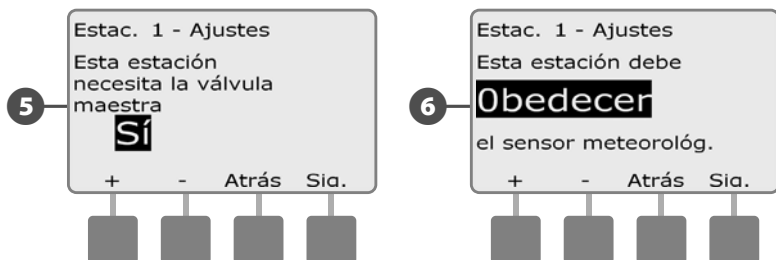 5
Estac. 1 - Ajustes
Esta estación
necesita la válvula
maestra
Sí
+ - Atrás Sig.
6
Estac. 1 - Ajustes
Esta estación debe
Obedecer
el sensor meteorológ.
+ - Atrás Sig.